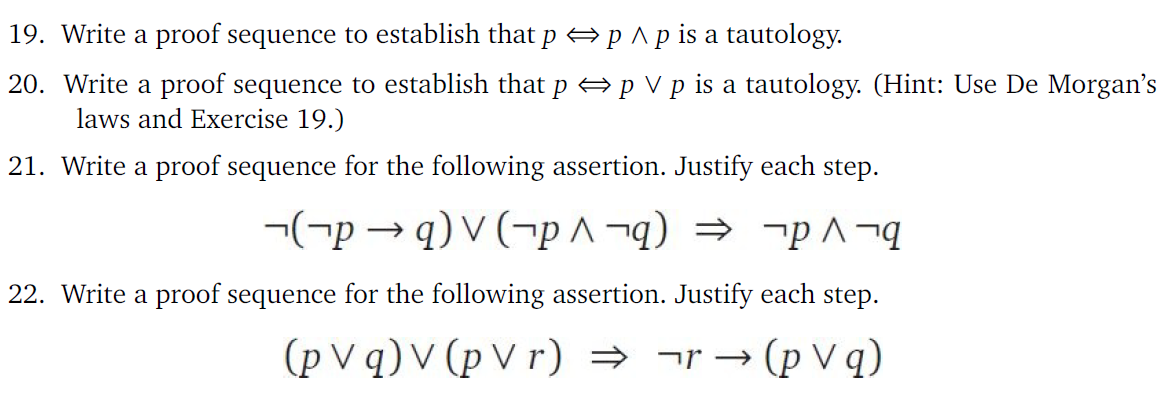 19. Write a proof sequence to establish that p ⇔ p ∧ p is a tautology.
20. Write a proof sequence to establish that p ⇔ p ∨ p is a tautology. (Hint: Use De Morgan’s
laws and Exercise 19.)
21. Write a proof sequence for the following assertion. Justify each step.
¬(¬p → q) ∨ (¬p ∧ ¬q) ⇒ ¬p ∧ ¬q
22. Write a proof sequence for the following assertion. Justify each step.
(p ∨ q) ∨ (p ∨ r) ⇒ ¬r → (p ∨ q)